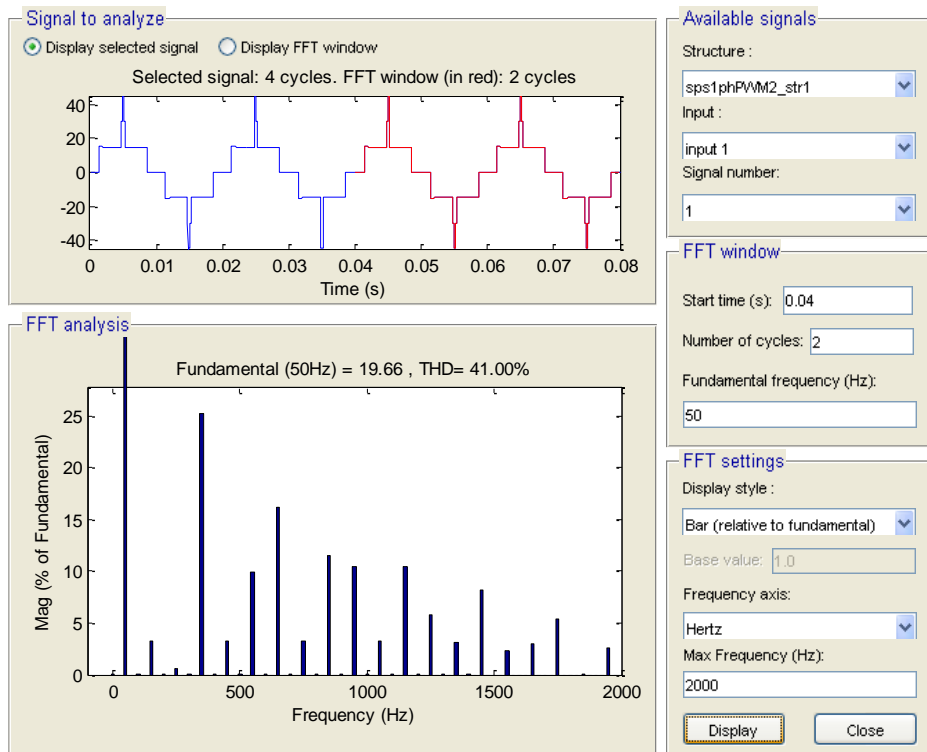 Signal to analyze
Display selected signal Display FFT window
Selected signal: 4 cycles. FFT window (in red): 2 cycles
40
20
0
-20
-40
0 0.01 0.02 0.03 0.04 0.05 0.06 0.07 0.08
Time (s)
FFT analysis
Fundamental (50Hz) = 19.66 , THD= 41.00%
Mag (% of Fundamental)
25
20
15
10
5
0
0 500 1000 1500 2000
Frequency (Hz)
Available signals
Structure :
sps1phPWM2_str1
Input :
input 1
Signal number:
1
FFT window
Start time (s): 0.04
Number of cycles: 2
Fundamental frequency (Hz):
50
FFT settings
Display style :
Bar (relative to fundamental)
Base value: 1.0
Frequency axis:
Hertz
Max Frequency (Hz):
2000
Display Close